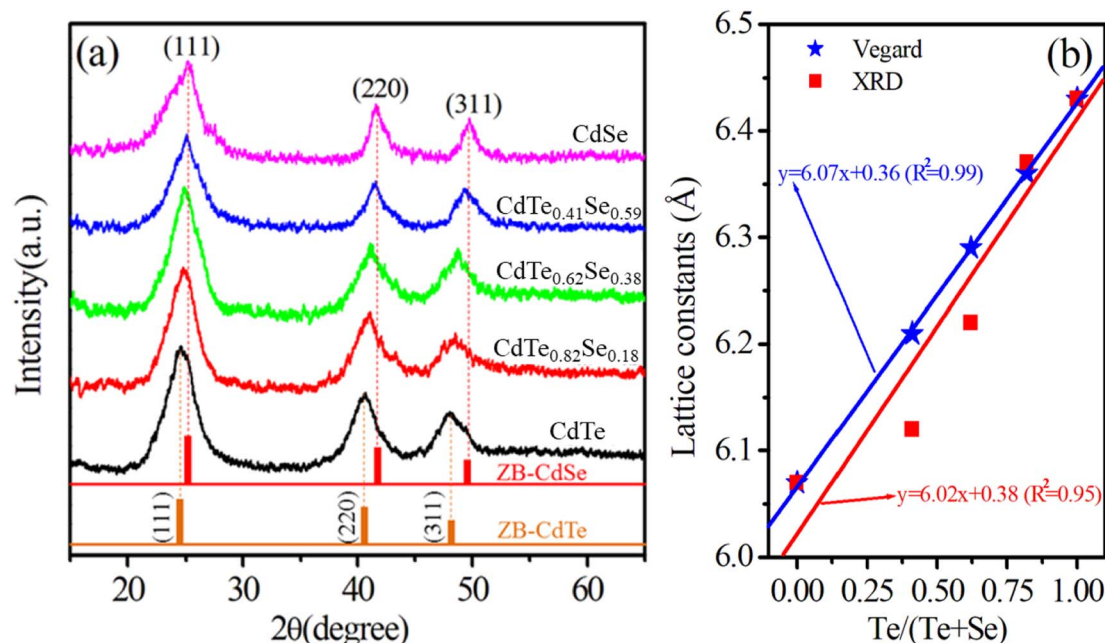 (a)
(111)
(220)
(311)
CdSe
CdTe0.41Se0.59
CdTe0.62Se0.38
CdTe0.82Se0.18
CdTe
ZB-CdSe
(111)
(220)
(311)
ZB-CdTe
20 30 40 50 60
2θ(degree)
Intensity(a.u.)
(b)
Vegard
XRD
y=6.07x+0.36 (R²=0.99)
y=6.02x+0.38 (R²=0.95)
6.5
6.4
6.3
6.2
6.1
6.0
0.00 0.25 0.50 0.75 1.00
Te/(Te+Se)
Lattice constants (Å)